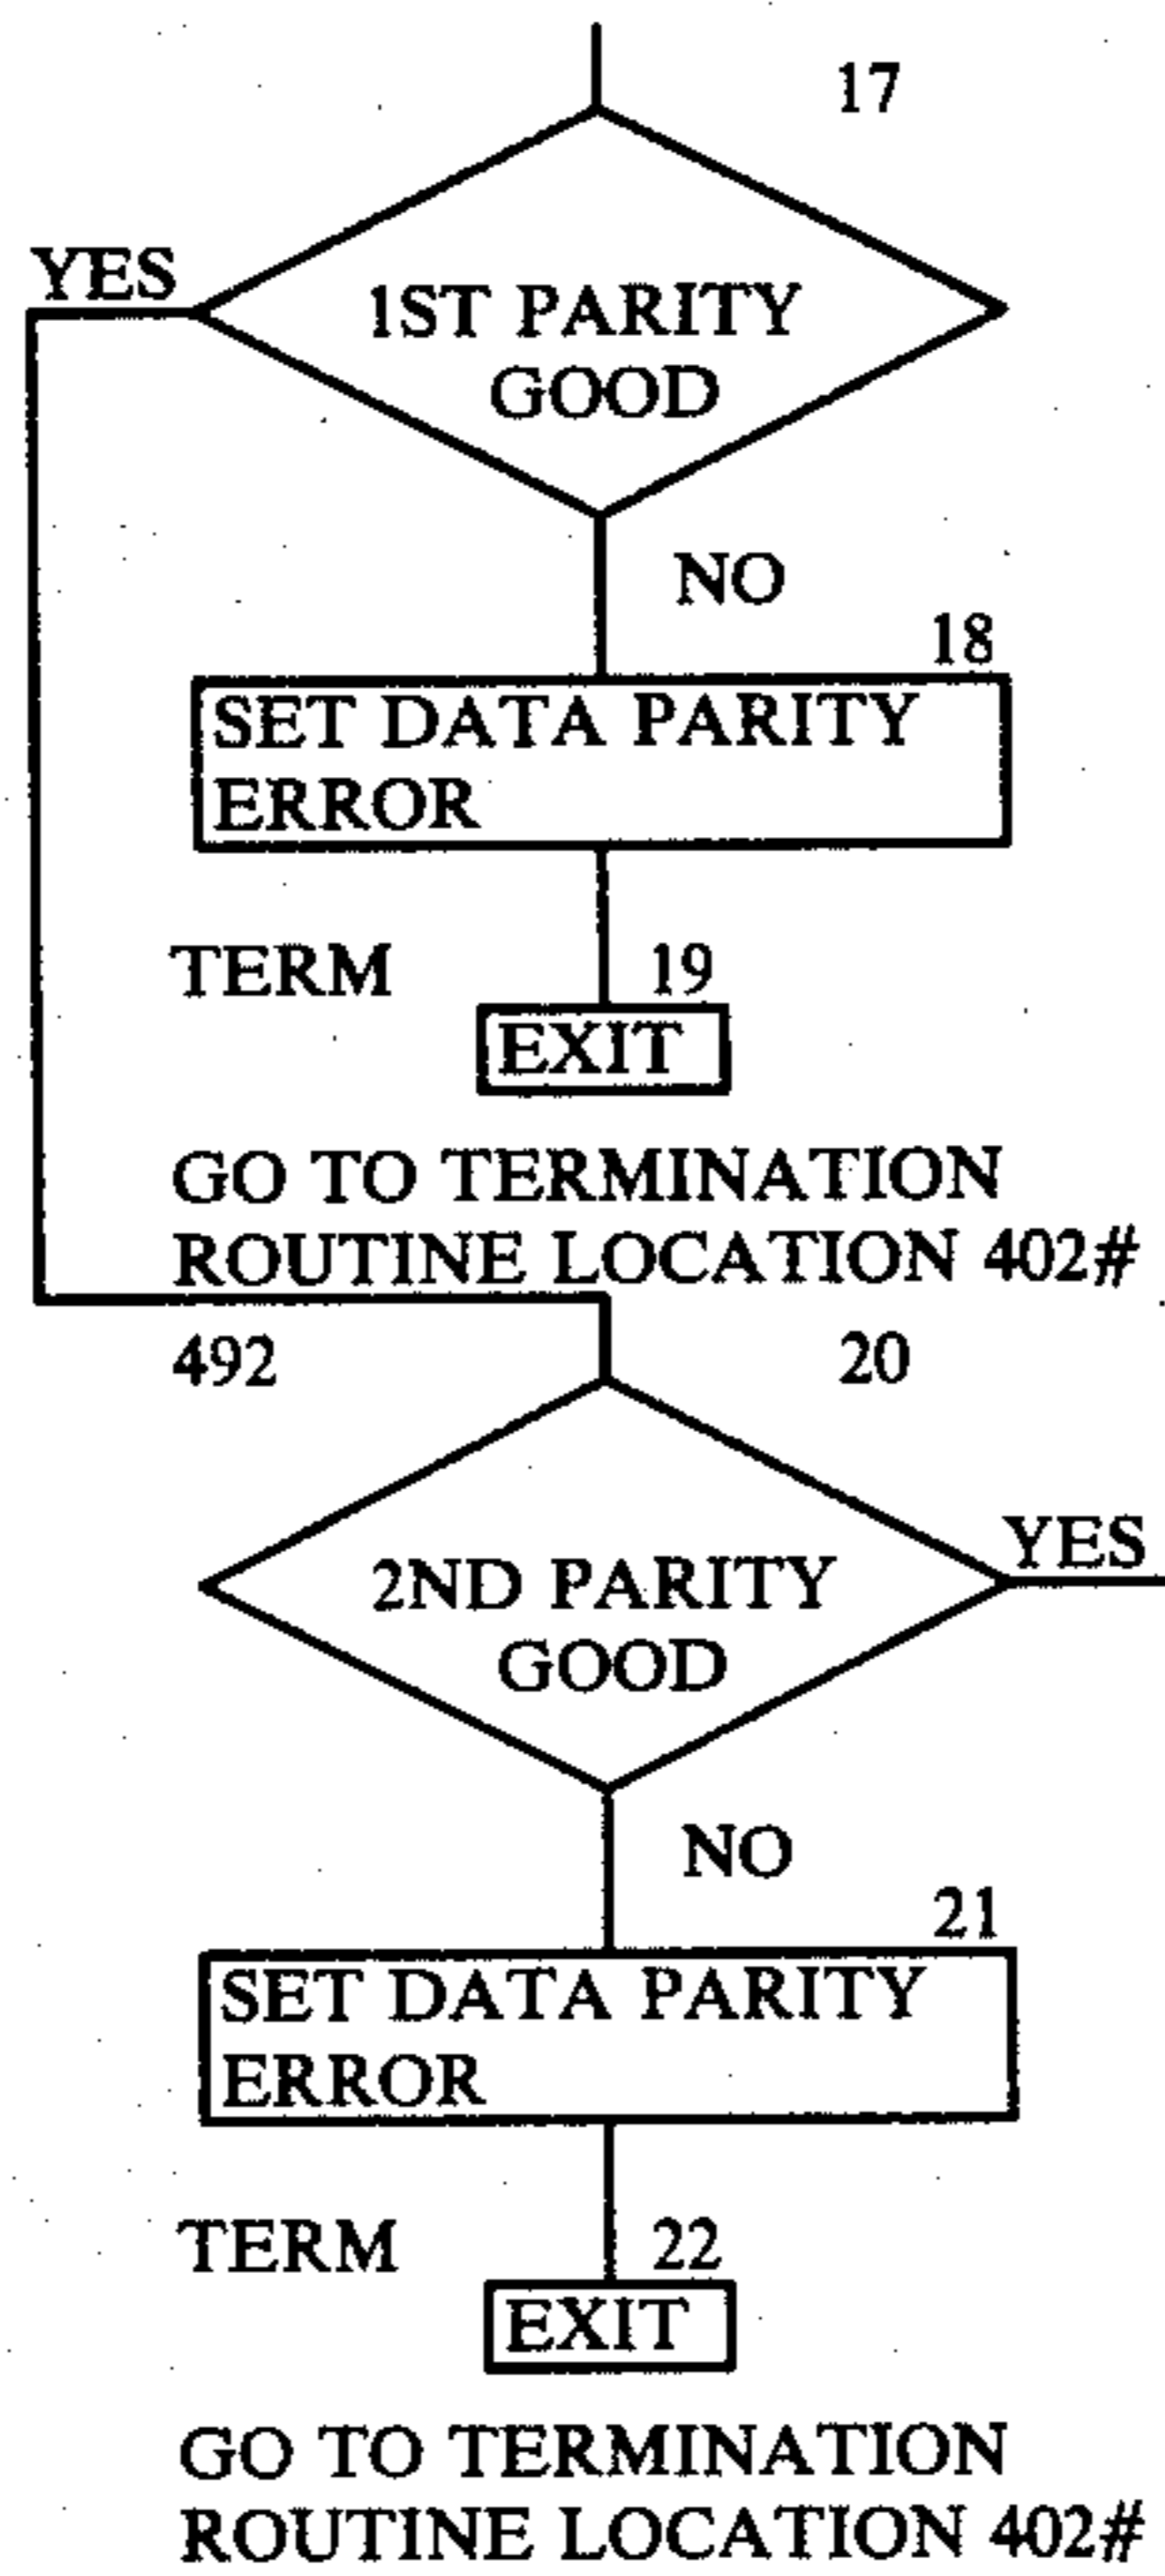 17
YES
1ST PARITY
GOOD
NO
18
SET DATA PARITY
ERROR
TERM 19
EXIT
GO TO TERMINATION
ROUTINE LOCATION 402#
492 20
YES
2ND PARITY
GOOD
NO
21
SET DATA PARITY
ERROR
TERM 22
EXIT
GO TO TERMINATION
ROUTINE LOCATION 402#